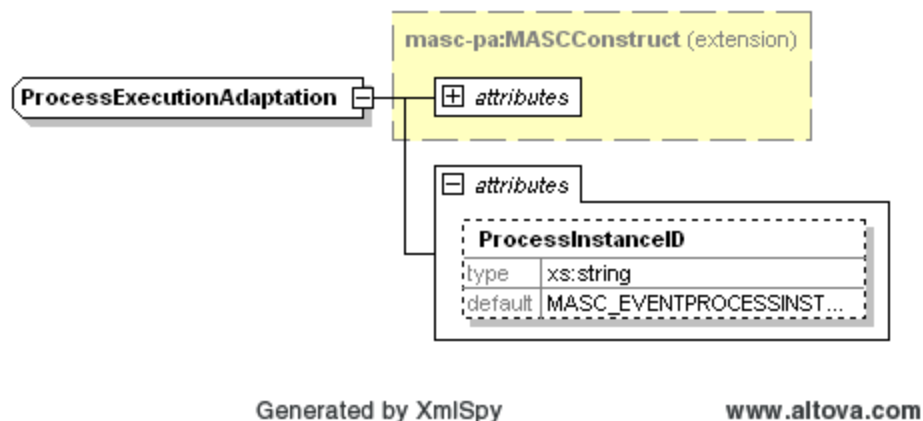 masc-pa:MASCConstruct (extension)
ProcessExecutionAdaptation
attributes
attributes
ProcessInstanceID
type xs:string
default MASC_EVENTPROCESSINST...
Generated by XmlSpy www.altova.com